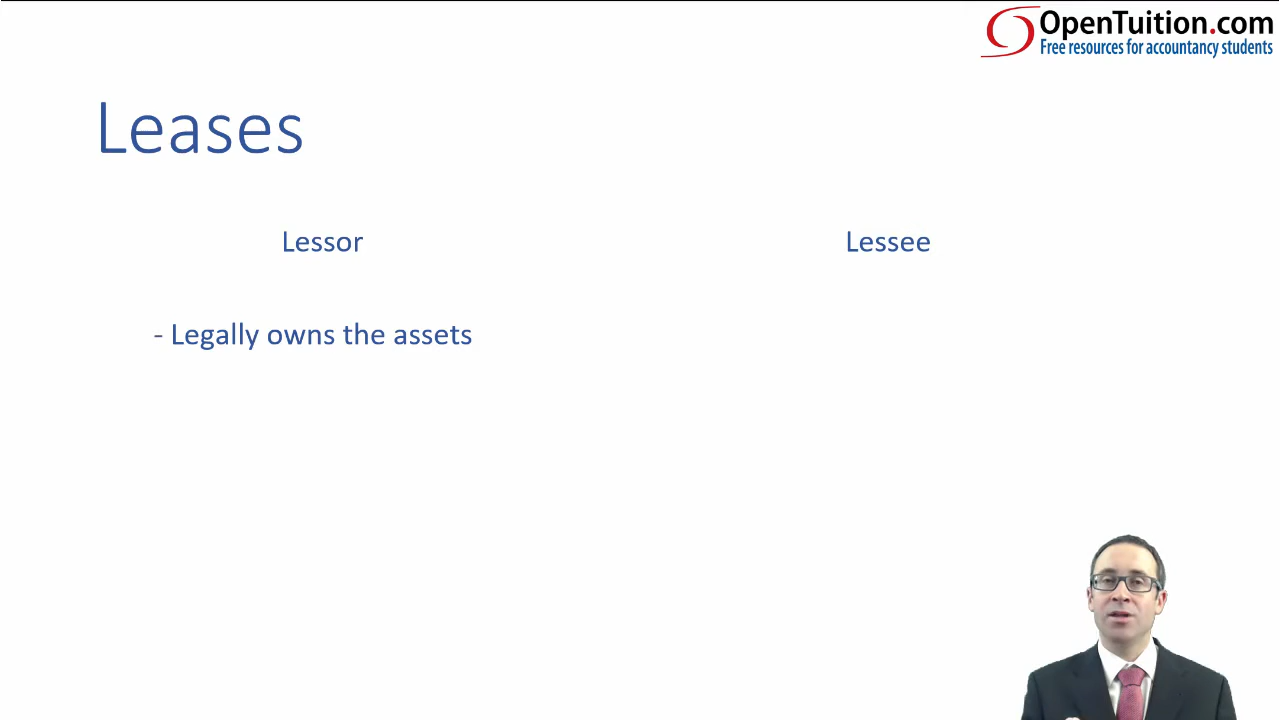 OpenTuition.com
Free resources for accountancy students
Leases
Lessor
Lessee
- Legally owns the assets